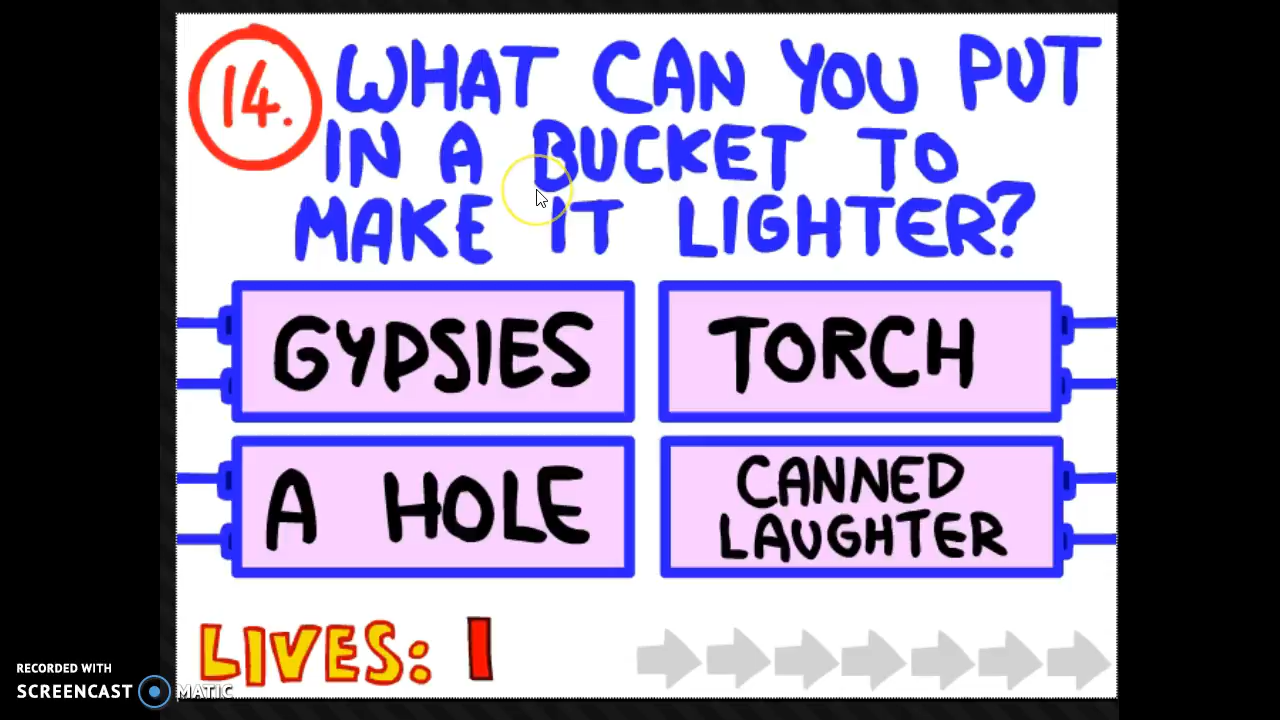 14.
WHAT CAN YOU PUT
IN A BUCKET TO
MAKE IT LIGHTER?
GYPSIES
TORCH
A HOLE
CANNED
LAUGHTER
LIVES: 1
RECORDED WITH
SCREENCAST MATIC